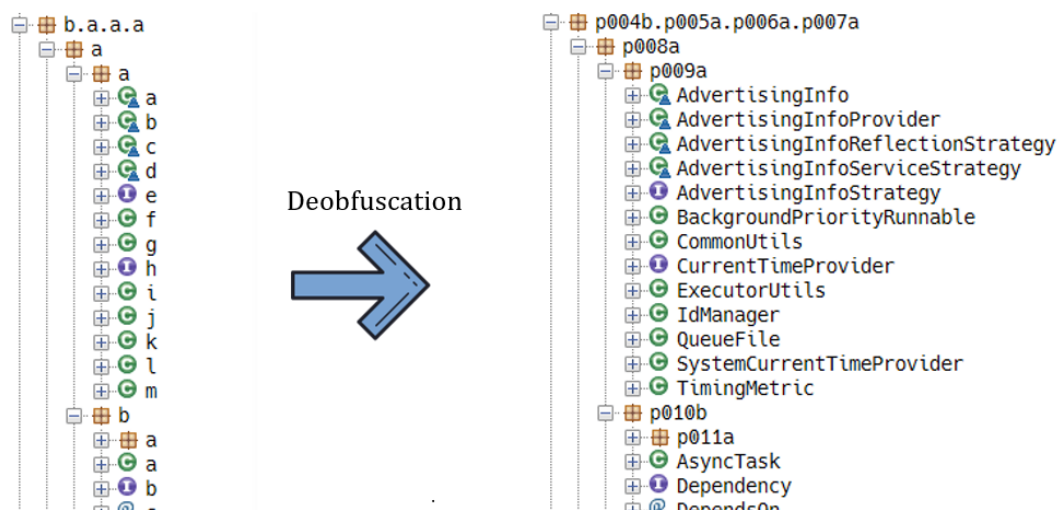 b.a.a.a
a
a
a
b
c
d
e
f
g
h
i
j
k
l
m
b
a
a
b
Deobfuscation
p004b.p005a.p006a.p007a
p008a
p009a
AdvertisingInfo
AdvertisingInfoProvider
AdvertisingInfoReflectionStrategy
AdvertisingInfoServiceStrategy
AdvertisingInfoStrategy
BackgroundPriorityRunnable
CommonUtils
CurrentTimeProvider
ExecutorUtils
IdManager
QueueFile
SystemCurrentTimeProvider
TimingMetric
p010b
p011a
AsyncTask
Dependency
DependsOn